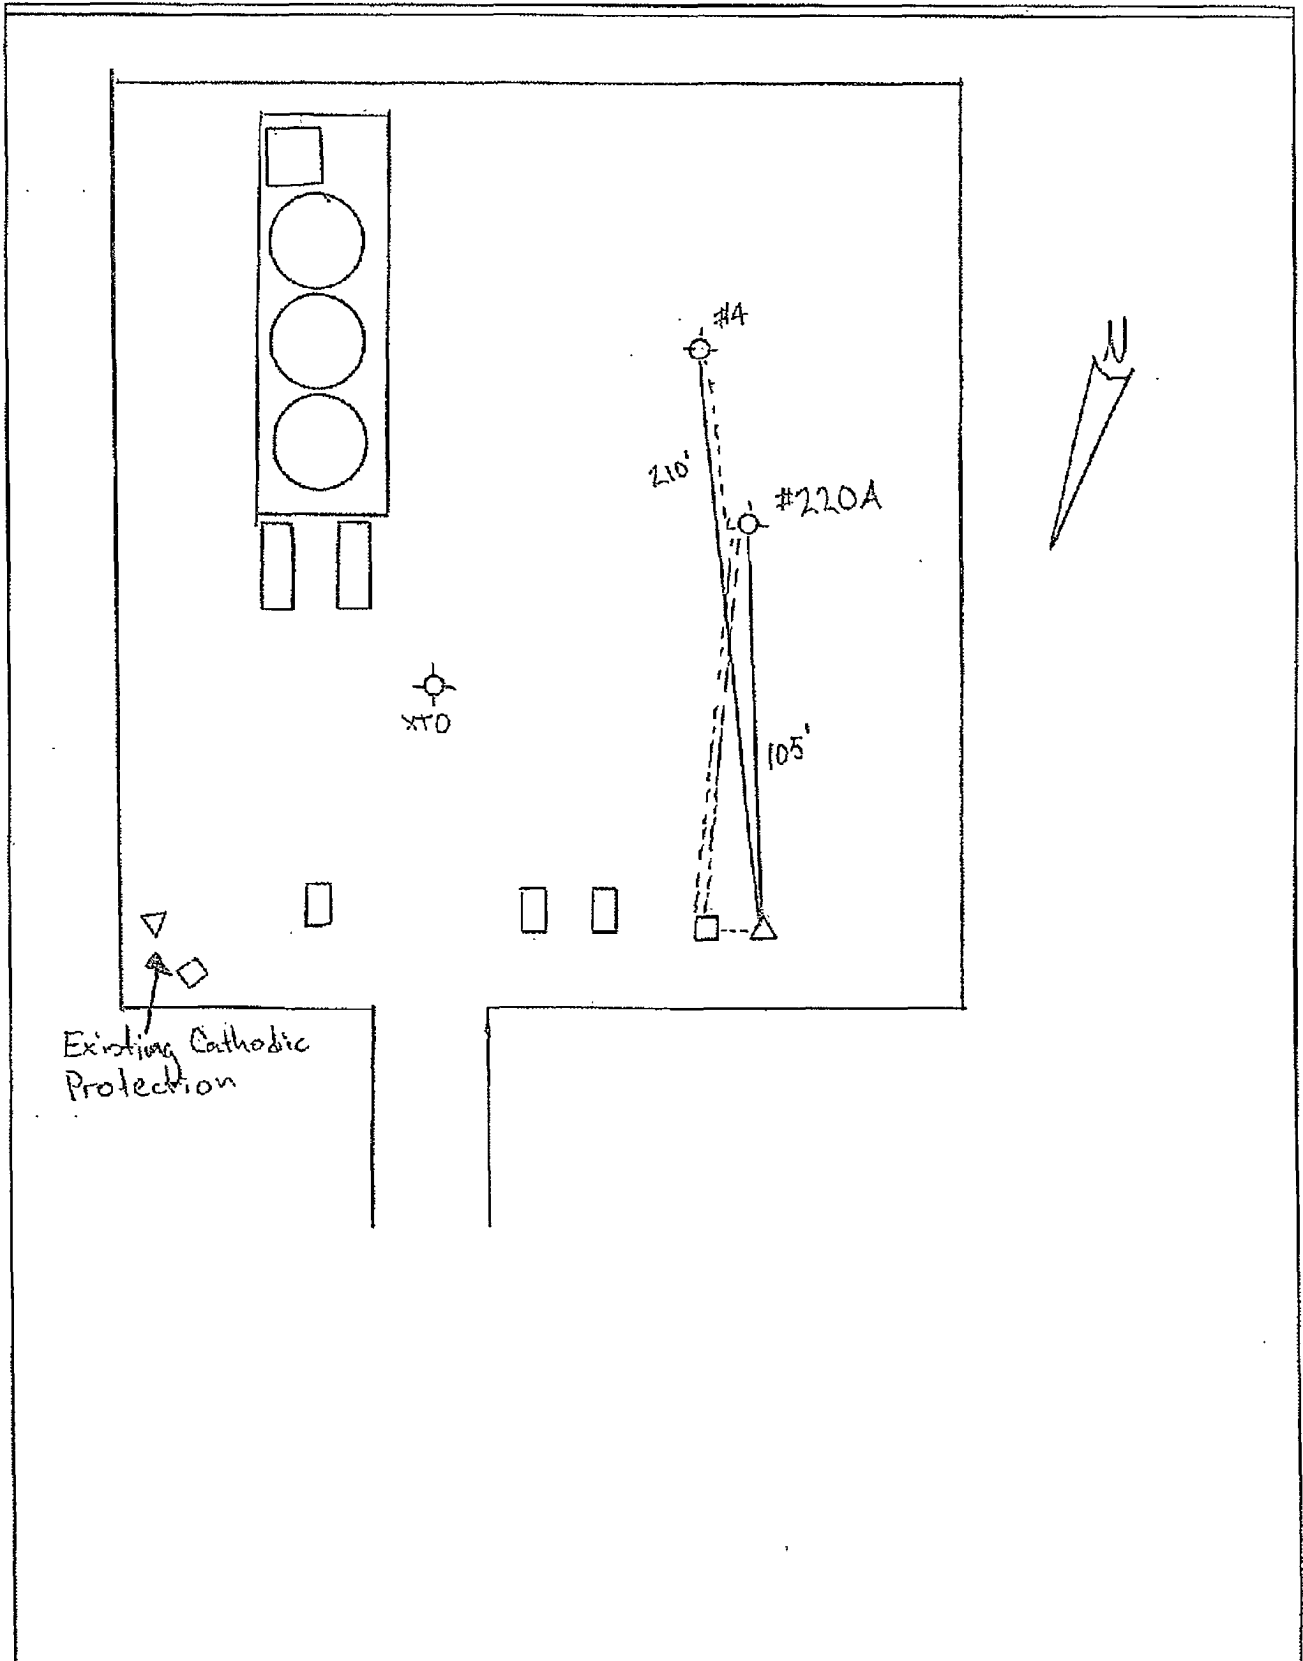 #4
N
210'
#220A
XTO
105'
Existing Cathodic
Protection